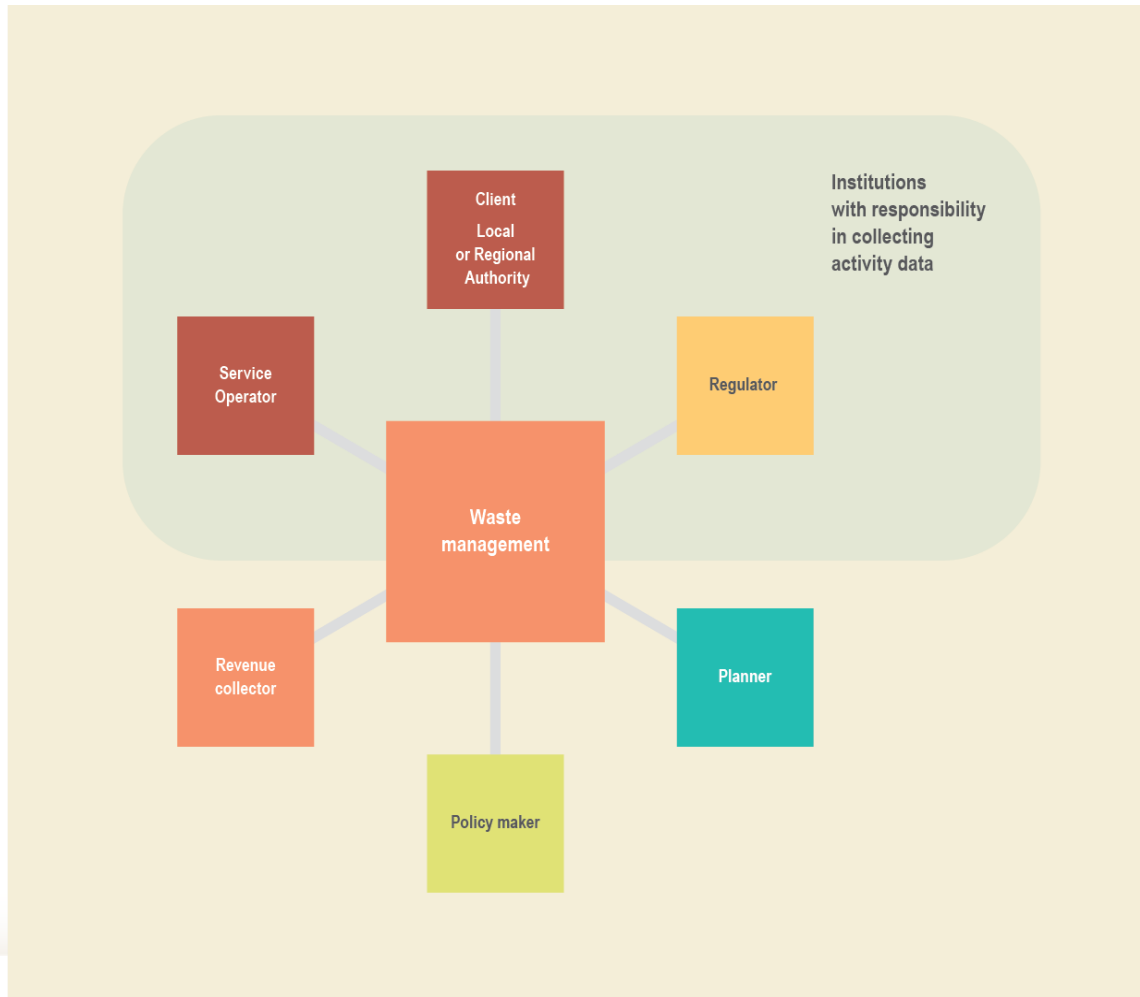 Client
Local
or Regional
Authority
Institutions
with responsibility
in collecting
activity data
Service
Operator
Regulator
Waste
management
Revenue
collector
Planner
Policy maker